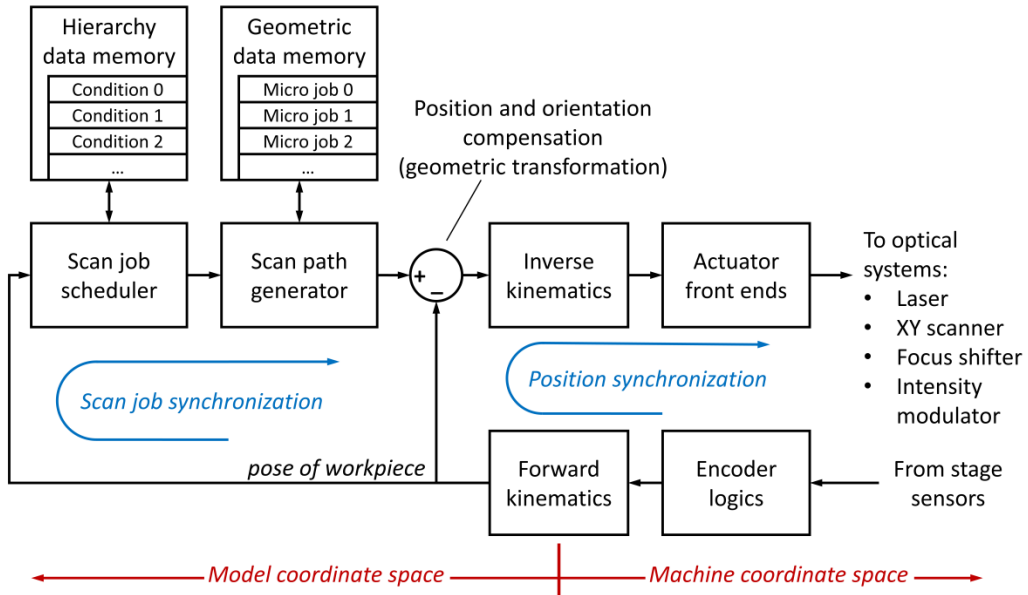 Hierarchy
data memory
Condition 0
Condition 1
Condition 2
...
Geometric
data memory
Micro job 0
Micro job 1
Micro job 2
...
Position and orientation
compensation
(geometric transformation)
Scan job
scheduler
Scan path
generator
+
−
Inverse
kinematics
Actuator
front ends
To optical
systems:
• Laser
• XY scanner
• Focus shifter
• Intensity
modulator
Scan job synchronization
Position synchronization
pose of workpiece
Forward
kinematics
Encoder
logics
From stage
sensors
Model coordinate space
Machine coordinate space